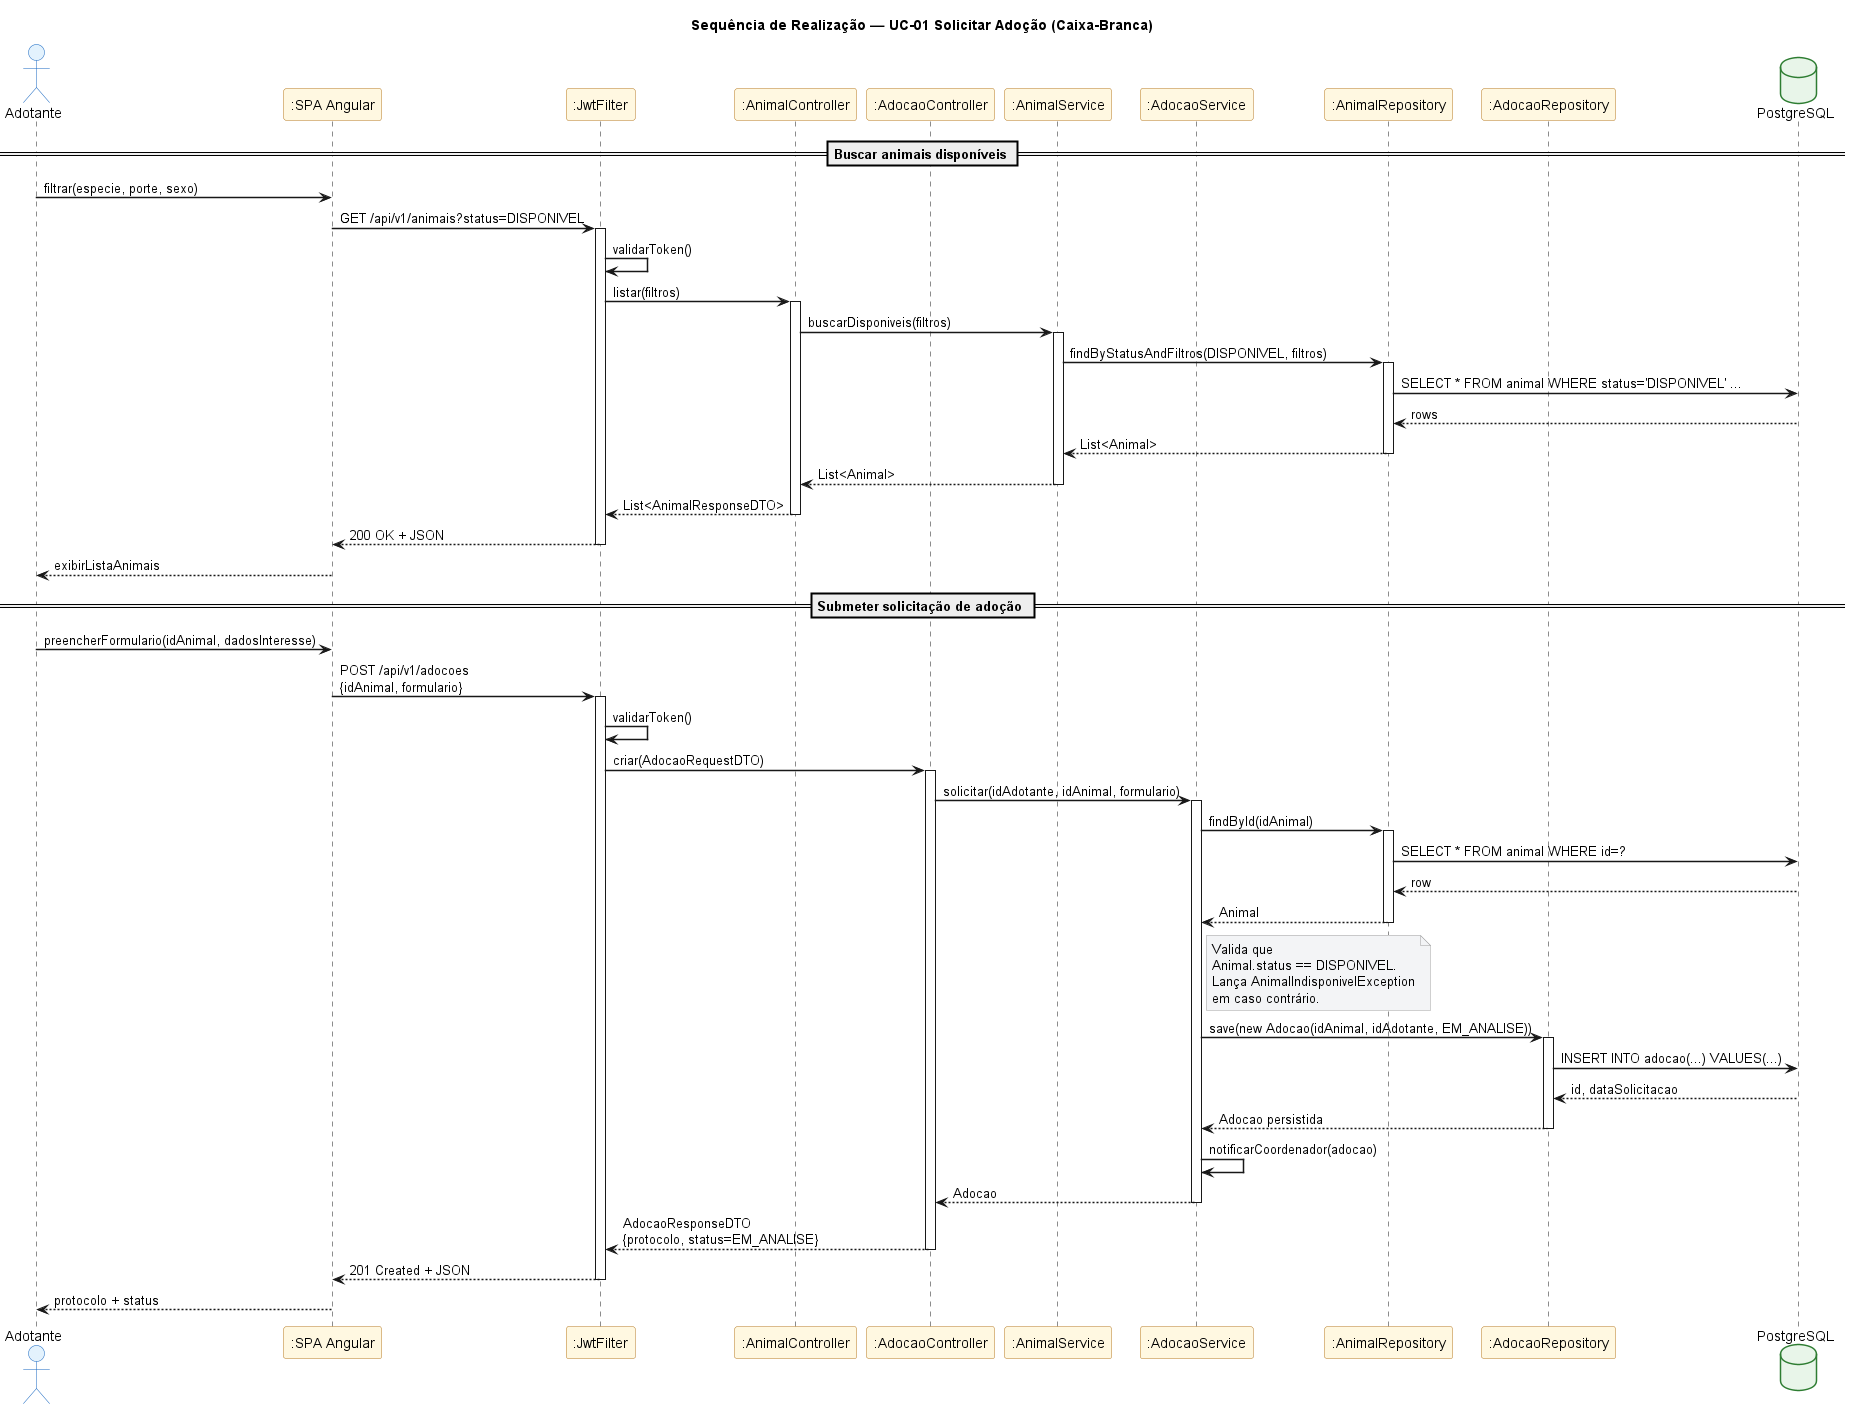 Sequência de Realização — UC-01 Solicitar Adoção (Caixa-Branca)
Adotante
:SPA Angular
:JwtFilter
:AnimalController
:AdocaoController
:AnimalService
:AdocaoService
:AnimalRepository
:AdocaoRepository
PostgreSQL
Buscar animais disponíveis
filtrar(especie, porte, sexo)
GET /api/v1/animais?status=DISPONIVEL
validarToken()
listar(filtros)
buscarDisponiveis(filtros)
findByStatusAndFiltros(DISPONIVEL, filtros)
SELECT * FROM animal WHERE status='DISPONIVEL' ...
rows
List<Animal>
List<Animal>
List<AnimalResponseDTO>
200 OK + JSON
exibirListaAnimais
Submeter solicitação de adoção
preencherFormulario(idAnimal, dadosInteresse)
POST /api/v1/adocoes
{idAnimal, formulario}
validarToken()
criar(AdocaoRequestDTO)
solicitar(idAdotante, idAnimal, formulario)
findById(idAnimal)
SELECT * FROM animal WHERE id=?
row
Animal
Valida que
Animal.status == DISPONIVEL.
Lança AnimalIndisponivelException
em caso contrário.
save(new Adocao(idAnimal, idAdotante, EM_ANALISE))
INSERT INTO adocao(...) VALUES(...)
id, dataSolicitacao
Adocao persistida
notificarCoordenador(adocao)
Adocao
AdocaoResponseDTO
{protocolo, status=EM_ANALISE}
201 Created + JSON
protocolo + status
Adotante
:SPA Angular
:JwtFilter
:AnimalController
:AdocaoController
:AnimalService
:AdocaoService
:AnimalRepository
:AdocaoRepository
PostgreSQL